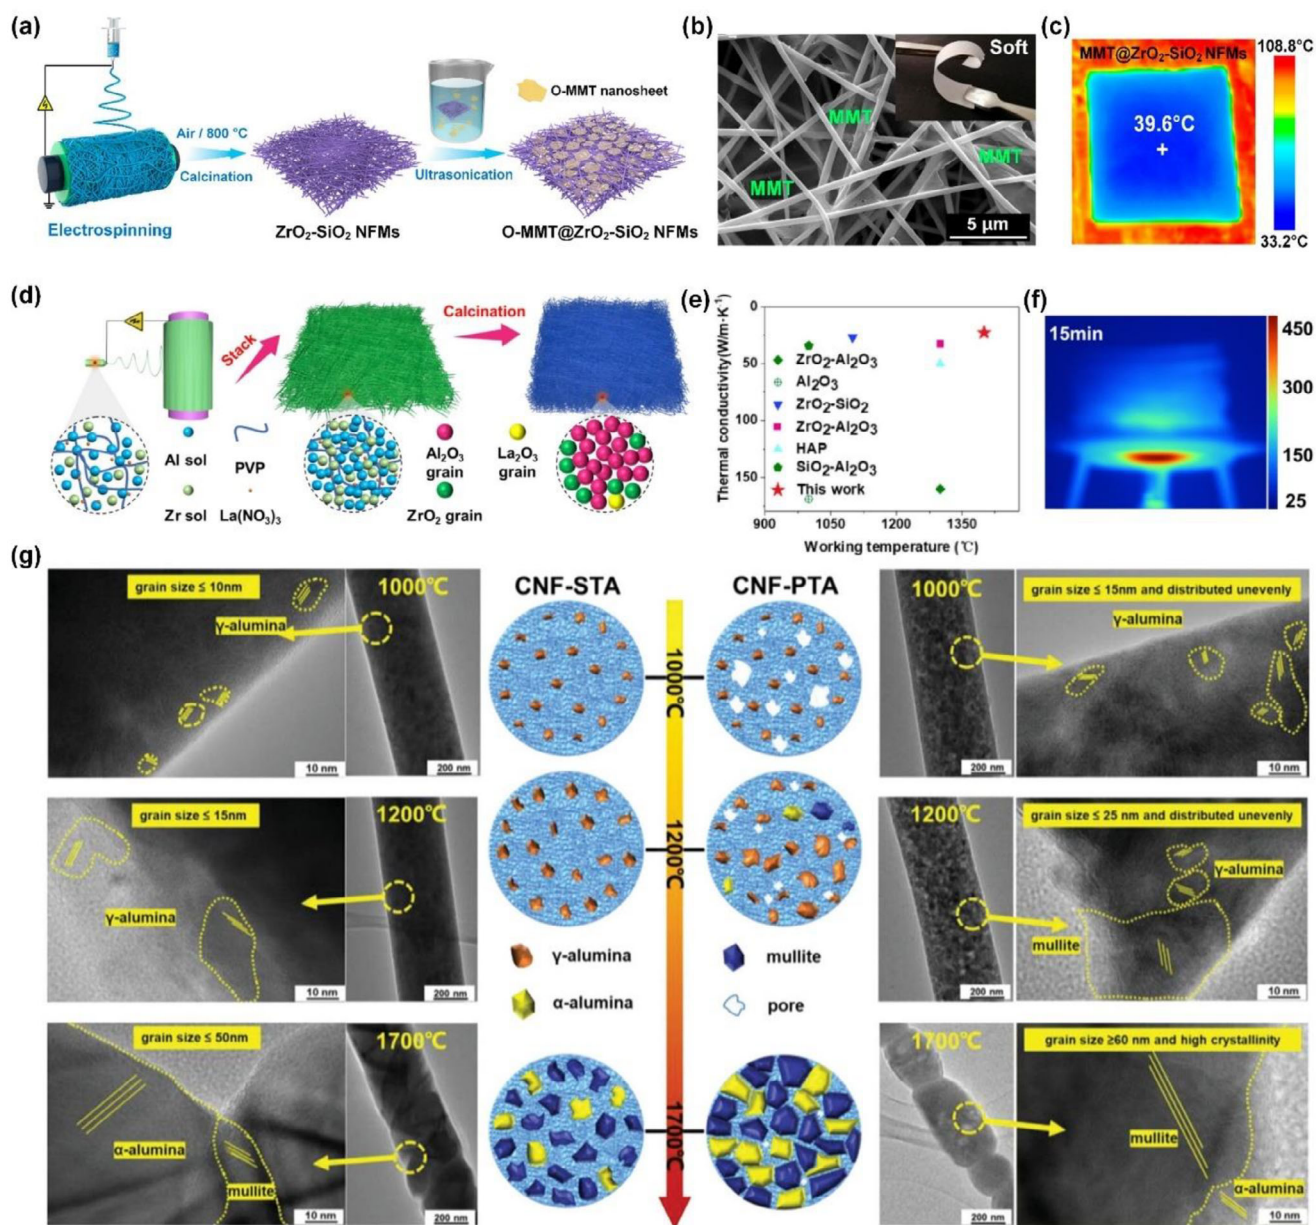 (a)
O-MMT nanosheet
Air / 800 °C
Calcination
Ultrasonication
Electrospinning
ZrO₂-SiO₂ NFMs
O-MMT@ZrO₂-SiO₂ NFMs
(b)
Soft
MMT
MMT
MMT
5 μm
(c)
MMT@ZrO₂-SiO₂ NFMs
39.6°C
+
108.8°C
33.2°C
(d)
Stack
Calcination
Al sol
PVP
Zr sol
La(NO₃)₃
Al₂O₃
grain
La₂O₃
grain
ZrO₂ grain
(e)
Thermal conductivity(W/m·K⁻¹)
0
50
100
150
ZrO₂-Al₂O₃
Al₂O₃
ZrO₂-SiO₂
ZrO₂-Al₂O₃
HAP
SiO₂-Al₂O₃
This work
900
1050
1200
1350
Working temperature (℃)
(f)
15min
450
300
150
25
(g)
grain size ≤ 10nm
γ-alumina
10 nm
1000℃
200 nm
CNF-STA
CNF-PTA
1000℃
1000℃
200 nm
grain size ≤ 15nm and distributed unevenly
γ-alumina
10 nm
grain size ≤ 15nm
γ-alumina
10 nm
1200℃
200 nm
1200℃
1200℃
200 nm
grain size ≤ 25 nm and distributed unevenly
γ-alumina
mullite
10 nm
γ-alumina
mullite
α-alumina
pore
grain size ≤ 50nm
α-alumina
mullite
10 nm
1700℃
200 nm
1700℃
1700℃
200 nm
grain size ≥60 nm and high crystallinity
mullite
α-alumina
10 nm